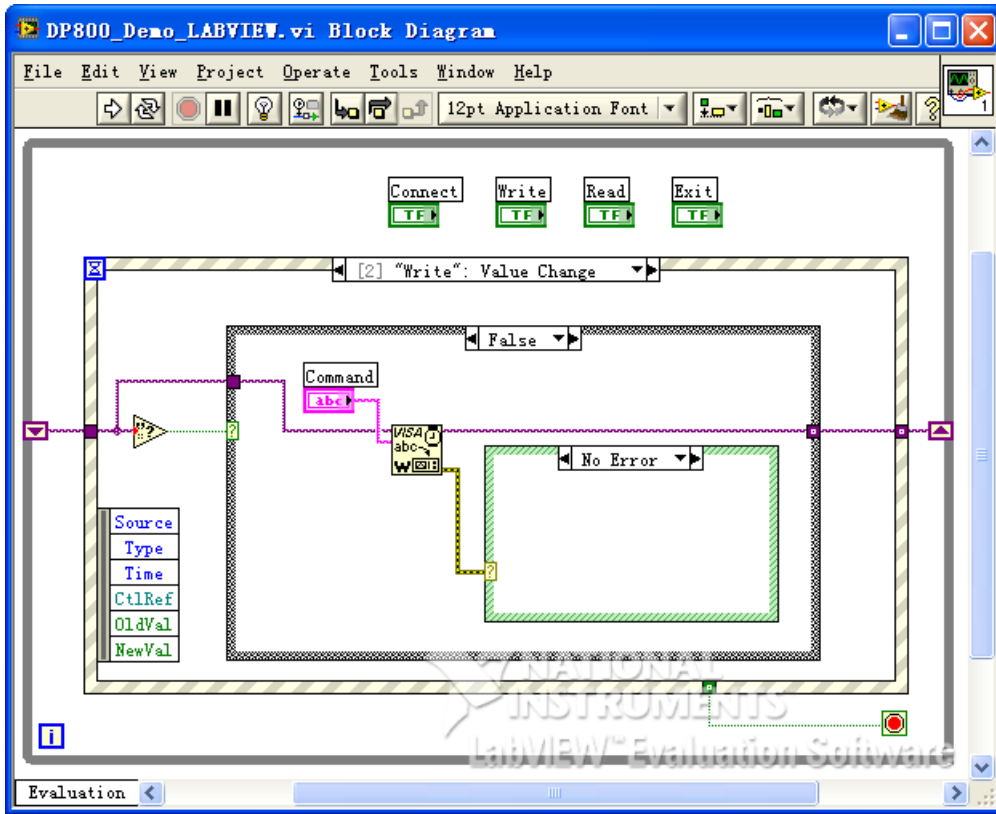 DP800_Demo_LABVIEW.vi Block Diagram
File Edit View Project Operate Tools Window Help
12pt Application Font
1
Connect Write Read Exit
TF TF TF TF
[2] "Write": Value Change
False
Command
abc
"?
?
VISA
abc
W
No Error
?
Source
Type
Time
CtlRef
OldVal
NewVal
NATIONAL
INSTRUMENTS
i
LabVIEW™ Evaluation Software
Evaluation